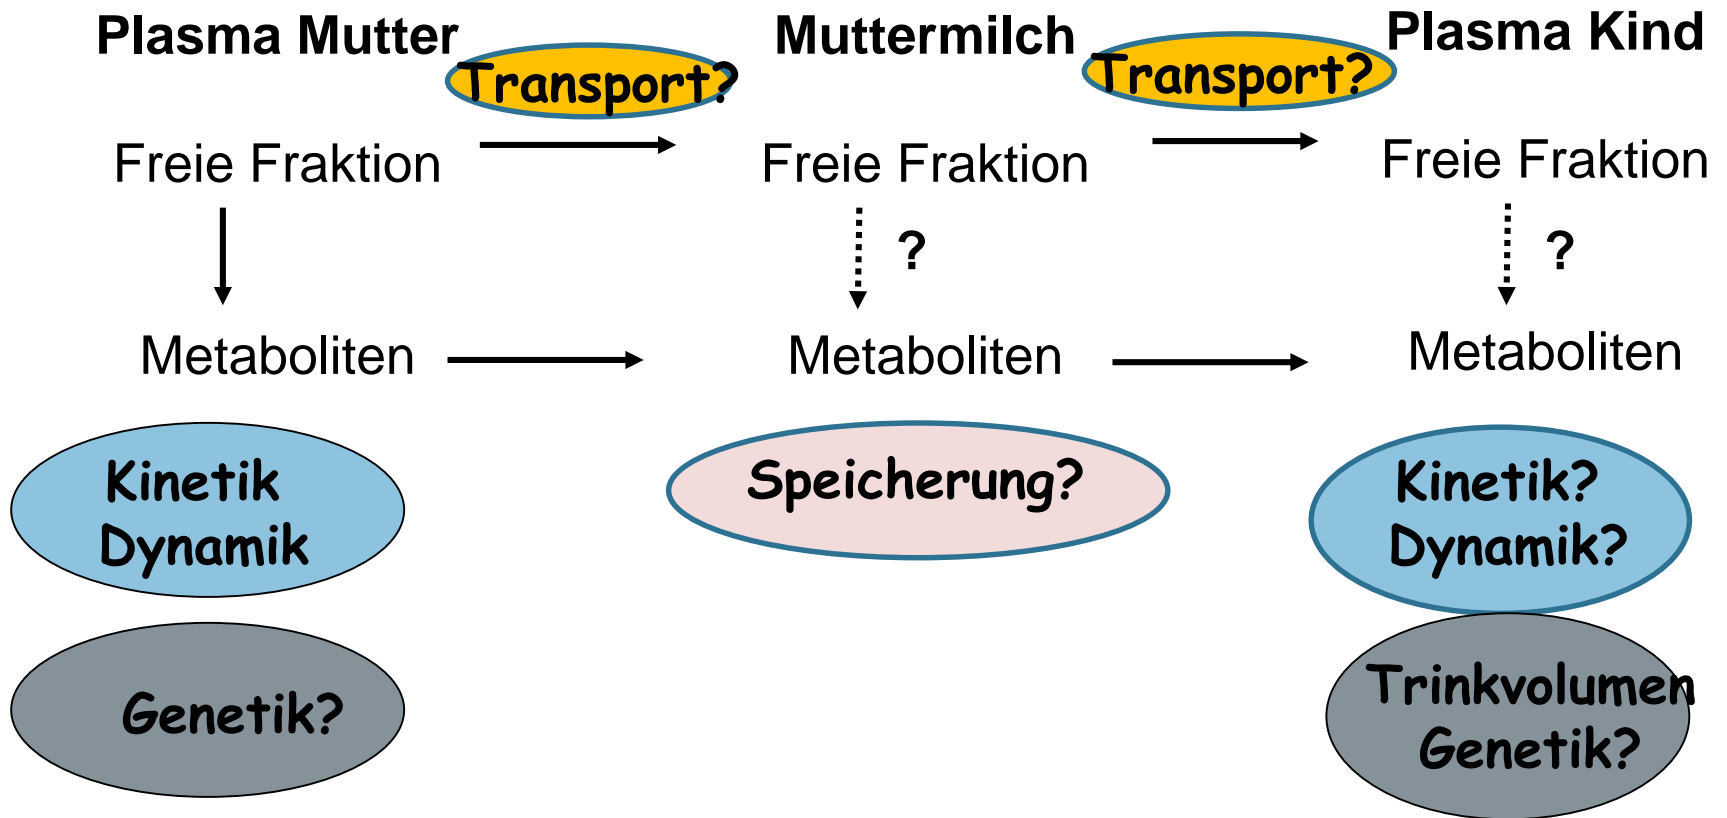 Plasma Mutter
Transport?
Muttermilch
Transport?
Plasma Kind
Freie Fraktion
Freie Fraktion
Freie Fraktion
?
?
Metaboliten
Metaboliten
Metaboliten
Kinetik
Dynamik
Speicherung?
Kinetik?
Dynamik?
Genetik?
Trinkvolumen
Genetik?